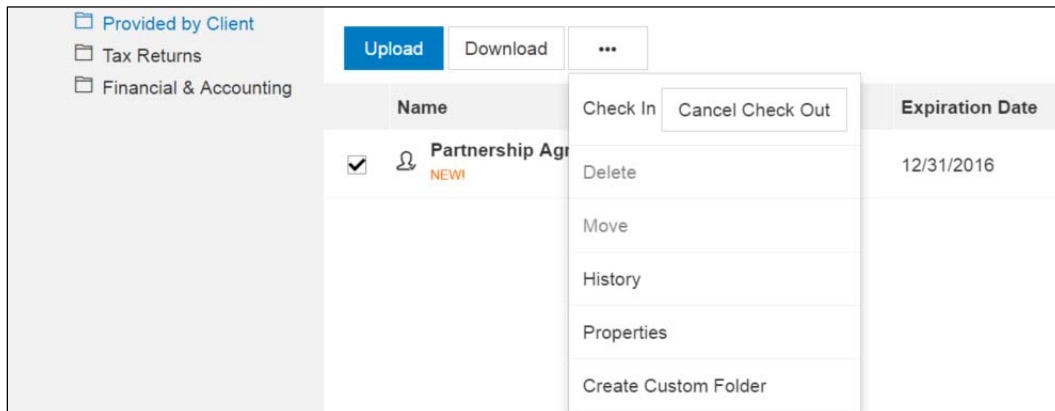 Provided by Client
Tax Returns
Financial & Accounting
Upload
Download
•••
Name
Expiration Date
Partnership Agr
NEW!
12/31/2016
Check In
Cancel Check Out
Delete
Move
History
Properties
Create Custom Folder